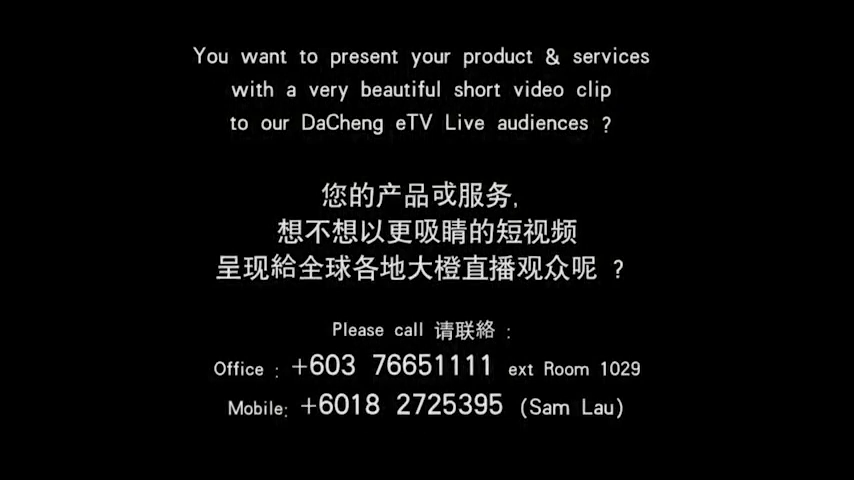 You want to present your product & services
with a very beautiful short video clip
to our DaCheng eTV Live audiences ?
您的产品或服务,
想不想以更吸睛的短视频
呈现給全球各地大橙直播观众呢 ?
Please call 请联絡 :
Office : +603 76651111 ext Room 1029
Mobile: +6018 2725395 (Sam Lau)